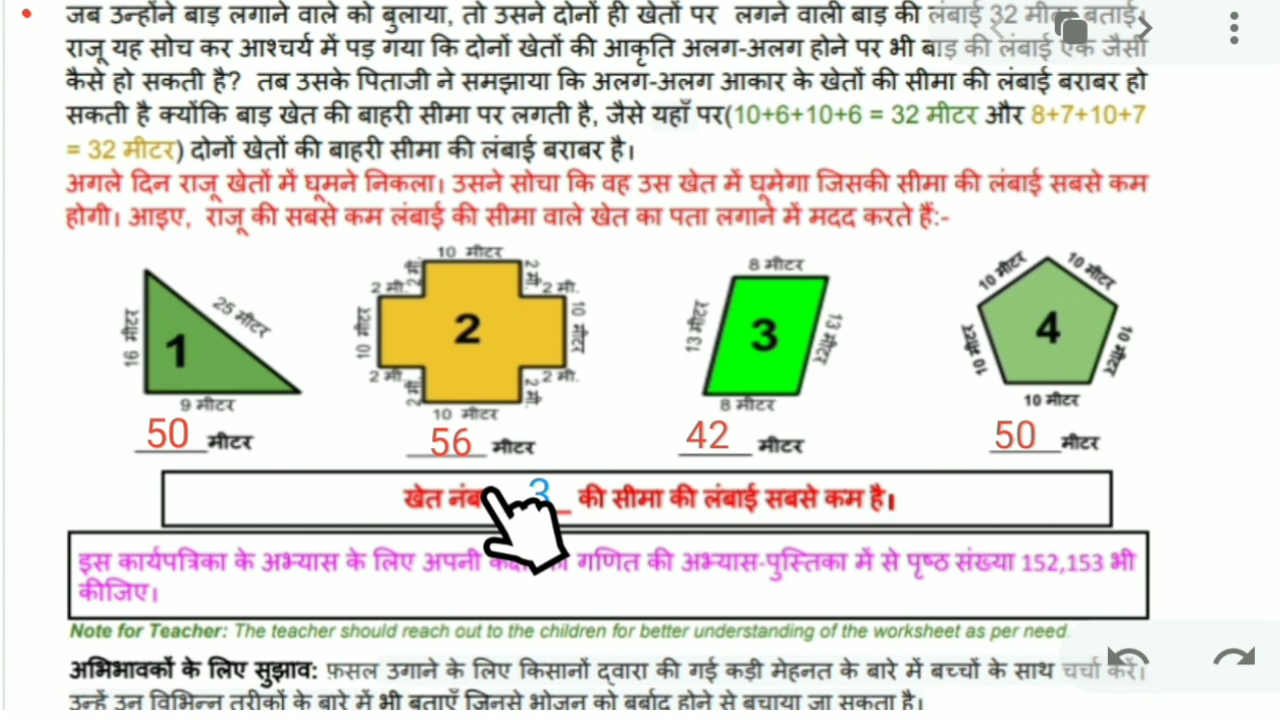 जब उन्होंने बाड़ लगाने वाले को बुलाया, तो उसने दोनों ही खेतों पर लगने वाली बाड़ की लंबाई 32 मीटर बताई।
राजू यह सोच कर आश्चर्य में पड़ गया कि दोनों खेतों की आकृति अलग-अलग होने पर भी बाड़ की लंबाई एक जैसी
कैसे हो सकती है? तब उसके पिताजी ने समझाया कि अलग-अलग आकार के खेतों की सीमा की लंबाई बराबर हो
सकती है क्योंकि बाड़ खेत की बाहरी सीमा पर लगती है, जैसे यहाँ पर(10+6+10+6 = 32 मीटर और 8+7+10+7
= 32 मीटर) दोनों खेतों की बाहरी सीमा की लंबाई बराबर है।
अगले दिन राजू खेतों में घूमने निकला। उसने सोचा कि वह उस खेत में घूमेगा जिसकी सीमा की लंबाई सबसे कम
होगी। आइए, राजू की सबसे कम लंबाई की सीमा वाले खेत का पता लगाने में मदद करते हैं:-
16 मीटर
25 मीटर
1
9 मीटर
50 मीटर
10 मीटर
2 मी.
2 मी.
2 मी.
2 मी.
10 मीटर
2
10 मीटर
2 मी.
2 मी.
2 मी.
2 मी.
10 मीटर
56 मीटर
8 मीटर
13 मीटर
3
13 मीटर
8 मीटर
42 मीटर
10 मीटर
10 मीटर
10 मीटर
4
10 मीटर
10 मीटर
50 मीटर
खेत 3 की सीमा की लंबाई सबसे कम है।
इस कार्यपत्रिका के अभ्यास के लिए अपनी गणित की अभ्यास-पुस्तिका में से पृष्ठ संख्या 152,153 भी
कीजिए।
Note for Teacher: The teacher should reach out to the children for better understanding of the worksheet as per need.
अभिभावकों के लिए सुझाव: फ़सल उगाने के लिए किसानों द्वारा की गई कड़ी मेहनत के बारे में बच्चों के साथ चर्चा करें।
उन्हें उन विभिन्न तरीकों के बारे में भी बताएँ जिनसे भोजन को बर्बाद होने से बचाया जा सकता है।